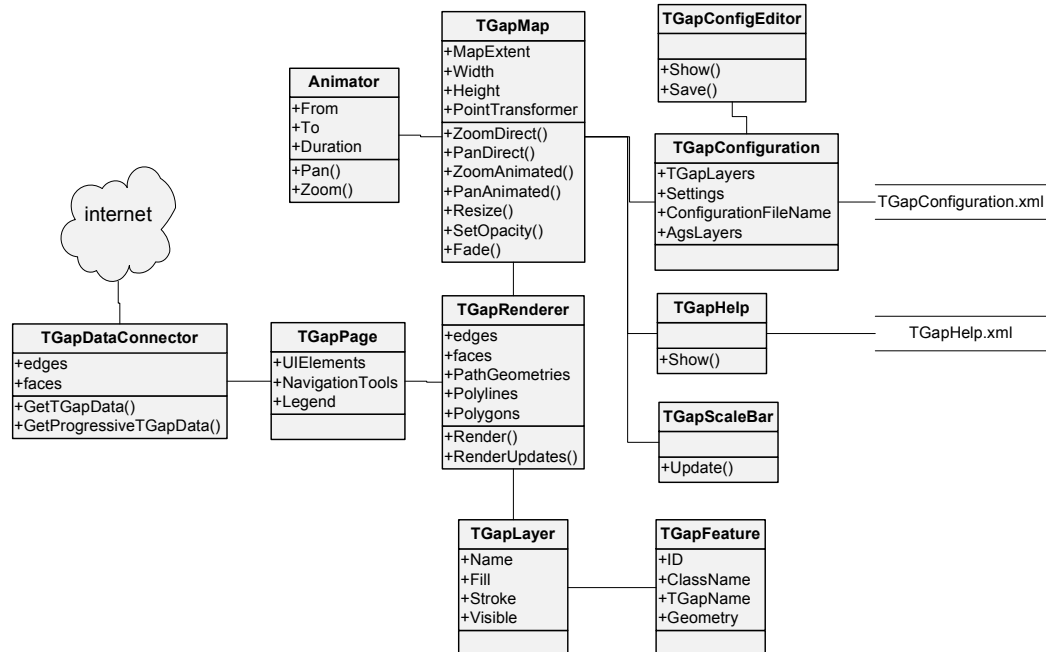 TGapMap
+MapExtent
+Width
+Height
+PointTransformer
+ZoomDirect()
+PanDirect()
+ZoomAnimated()
+PanAnimated()
+Resize()
+SetOpacity()
+Fade()
TGapConfigEditor
+Show()
+Save()
Animator
+From
+To
+Duration
+Pan()
+Zoom()
TGapConfiguration
+TGapLayers
+Settings
+ConfigurationFileName
+AgsLayers
TGapConfiguration.xml
internet
TGapDataConnector
+edges
+faces
+GetTGapData()
+GetProgressiveTGapData()
TGapPage
+UIElements
+NavigationTools
+Legend
TGapRenderer
+edges
+faces
+PathGeometries
+Polylines
+Polygons
+Render()
+RenderUpdates()
TGapHelp
+Show()
TGapHelp.xml
TGapScaleBar
+Update()
TGapLayer
+Name
+Fill
+Stroke
+Visible
TGapFeature
+ID
+ClassName
+TGapName
+Geometry